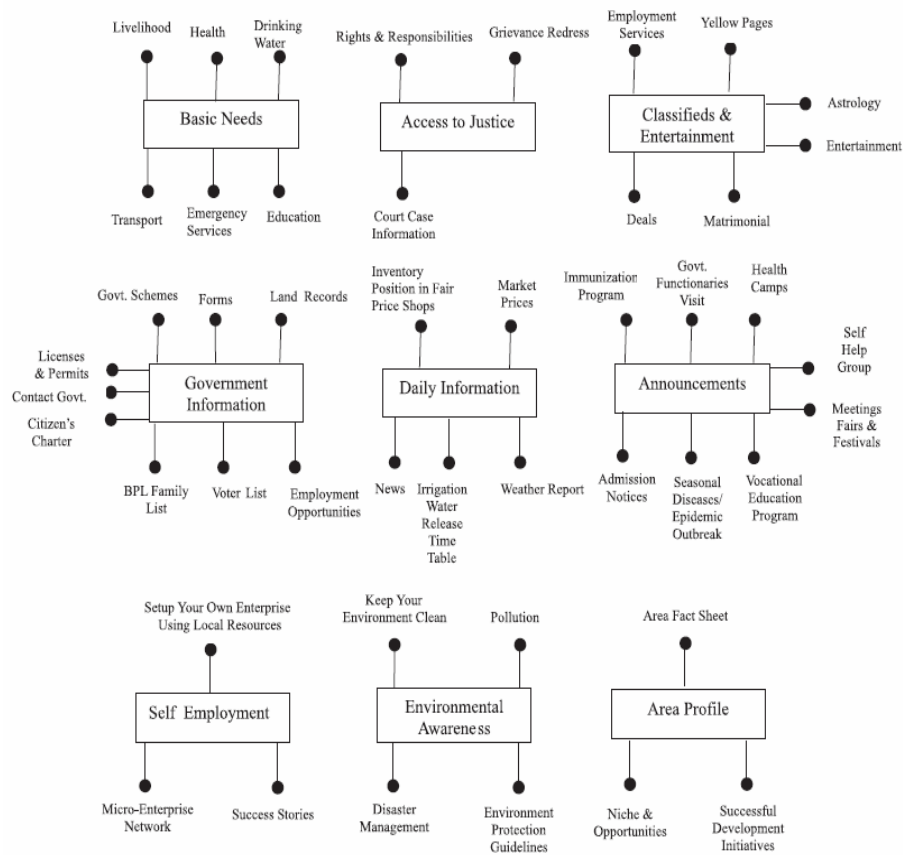 Livelihood
Health
Drinking
Water
Basic Needs
Transport
Emergency
Services
Education
Rights & Responsibilities
Grievance Redress
Access to Justice
Court Case
Information
Employment
Services
Yellow Pages
Classifieds &
Entertainment
Astrology
Entertainment
Deals
Matrimonial
Govt. Schemes
Forms
Land Records
Licenses
& Permits
Contact Govt.
Citizen's
Charter
Government
Information
BPL Family
List
Voter List
Employment
Opportunities
Inventory
Position in Fair
Price Shops
Market
Prices
Daily Information
News
Irrigation
Water
Release
Time
Table
Weather Report
Immunization
Program
Govt.
Functionaries
Visit
Health
Camps
Announcements
Self
Help
Group
Meetings
Fairs &
Festivals
Admission
Notices
Seasonal
Diseases/
Epidemic
Outbreak
Vocational
Education
Program
Setup Your Own Enterprise
Using Local Resources
Self Employment
Micro-Enterprise
Network
Success Stories
Keep Your
Environment Clean
Pollution
Environmental
Awareness
Disaster
Management
Environment
Protection
Guidelines
Area Fact Sheet
Area Profile
Niche &
Opportunities
Successful
Development
Initiatives